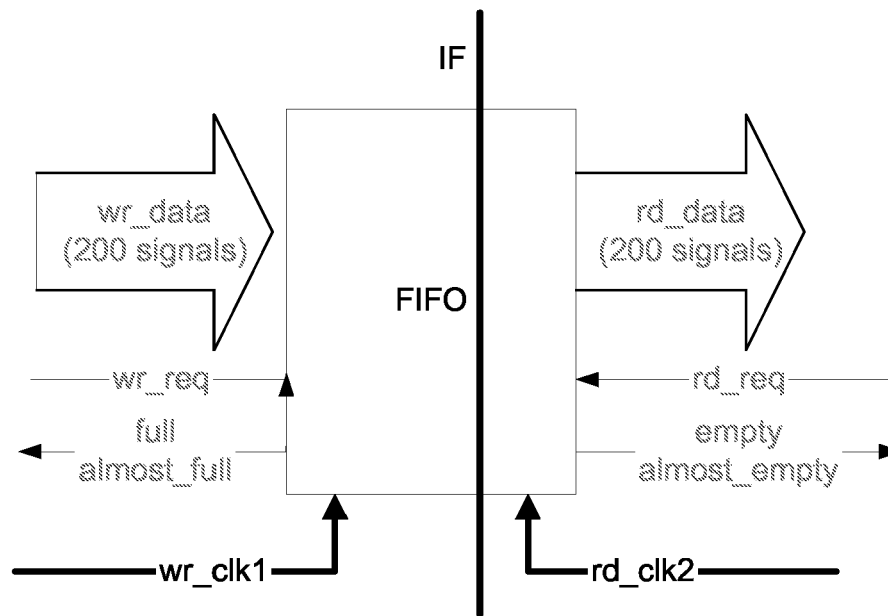 IF
wr_data
(200 signals)
rd_data
(200 signals)
FIFO
wr_req
rd_req
full
almost_full
empty
almost_empty
wr_clk1
rd_clk2